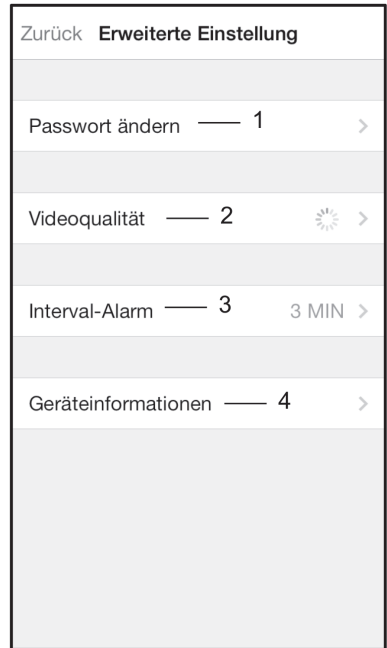 Zurück Erweiterte Einstellung
Passwort ändern 1
Videoqualität 2
Interval-Alarm 3 3 MIN
Geräteinformationen 4